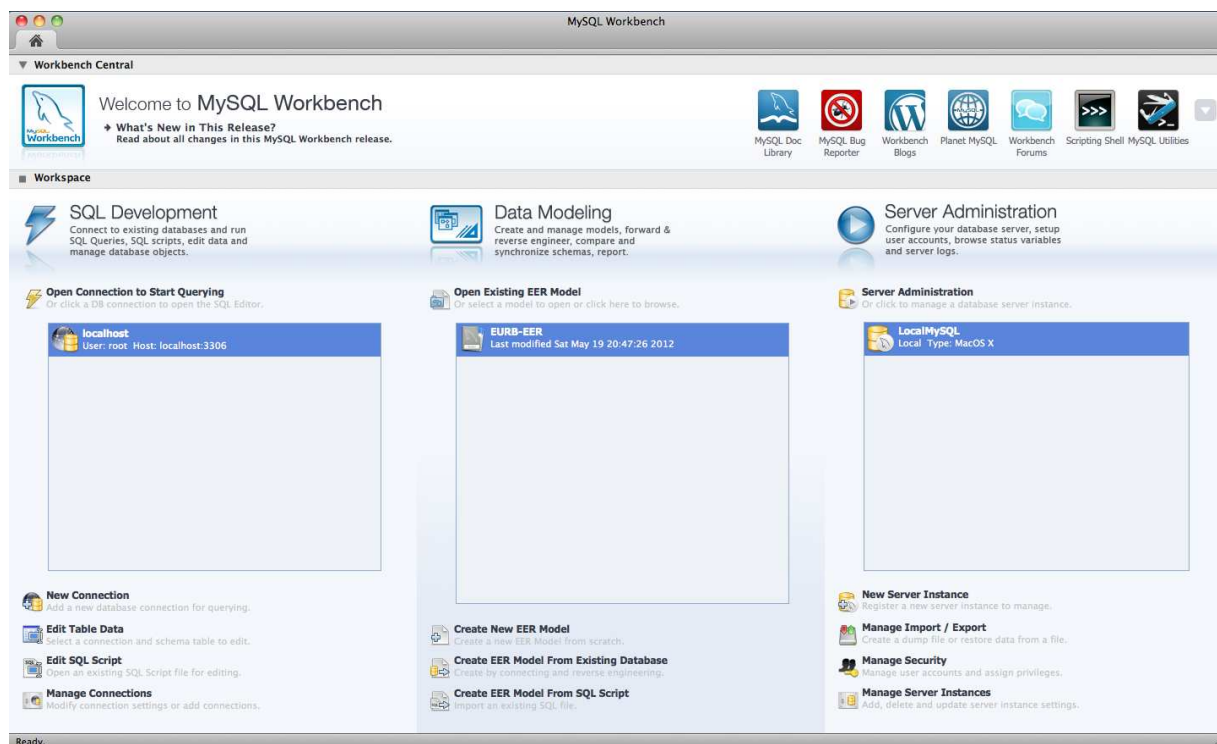 MySQL Workbench
Workbench Central
MySQL
Workbench
Welcome to MySQL Workbench
What's New in This Release?
Read about all changes in this MySQL Workbench release.
MySQL Doc
Library
MySQL Bug
Reporter
Workbench
Blogs
Planet MySQL
Workbench
Forums
>>>
Scripting Shell
MySQL Utilities
Workspace
SQL Development
Connect to existing databases and run
SQL Queries, SQL scripts, edit data and
manage database objects.
Open Connection to Start Querying
Or click a DB connection to open the SQL Editor.
localhost
User: root Host: localhost:3306
New Connection
Add a new database connection for querying.
Edit Table Data
Select a connection and schema table to edit.
Edit SQL Script
Open an existing SQL Script file for editing.
Manage Connections
Modify connection settings or add connections.
Data Modeling
Create and manage models, forward &
reverse engineer, compare and
synchronize schemas, report.
Open Existing EER Model
Or select a model to open or click here to browse.
EURB-EER
Last modified Sat May 19 20:47:26 2012
Create New EER Model
Create a new EER Model from scratch.
Create EER Model From Existing Database
Create by connecting and reverse engineering.
Create EER Model From SQL Script
Import an existing SQL file.
Server Administration
Configure your database server, setup
user accounts, browse status variables
and server logs.
Server Administration
Or click to manage a database server instance.
LocalMySQL
Local Type: MacOS X
New Server Instance
Register a new server instance to manage.
Manage Import / Export
Create a dump file or restore data from a file.
Manage Security
Manage user accounts and assign privileges.
Manage Server Instances
Add, delete and update server instance settings.
Ready.